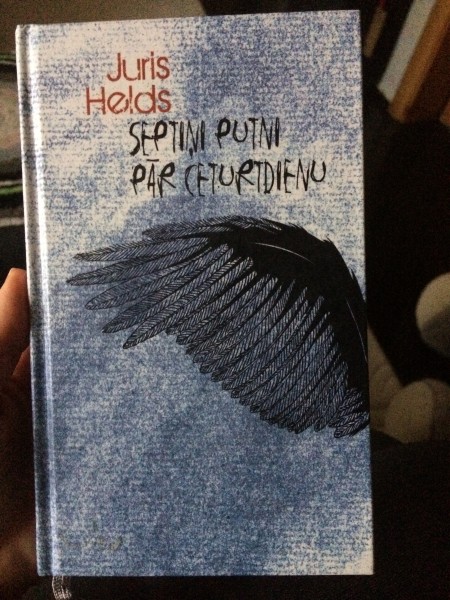 Juris
Helds
SEPTIŅI PUTNI
PĀR CETURTDIENU